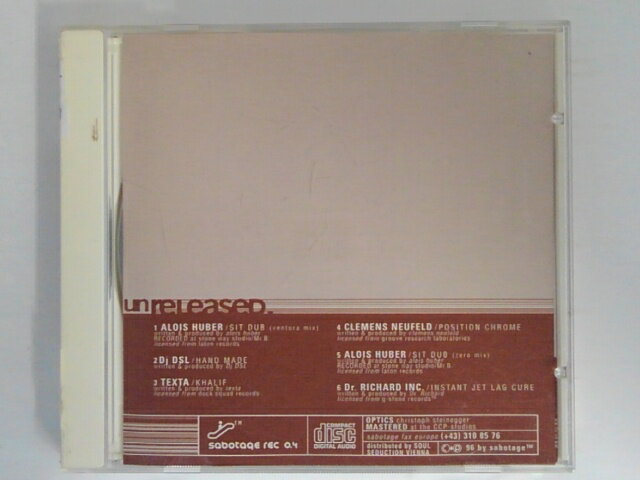 unreleased.
1 ALOIS HUBER/SIT DUB (ventura mix)
written & produced by alois huber
RECORDED at stone day studio/Mr B
licensed from laton records
2 Dj DSL/HAND MADE
written & produced by Dj DSL
3 TEXTA/KHALIF
written & produced by texta
licensed from duck squad records
4 CLEMENS NEUFELD/POSITION CHROME
written & produced by clemens neufeld
licensed from groove research laboratories
5 ALOIS HUBER/SIT DUB (zero mix)
written & produced by alois huber
RECORDED at stone day studio/Mr B.
licensed from laton records
6 Dr. RICHARD INC./INSTANT JET LAG CURE
written & produced by Dr. Richard
licensed from g-stone records
TM
sabotage rec 0.4
COMPACT
disc
DIGITAL AUDIO
OPTICS christoph steinegger
MASTERED at the CCP-studios
sabotage fax europe (+43) 310 05 76
distributed by SOUL
SEDUCTION VIENNA
96 by sabotage™